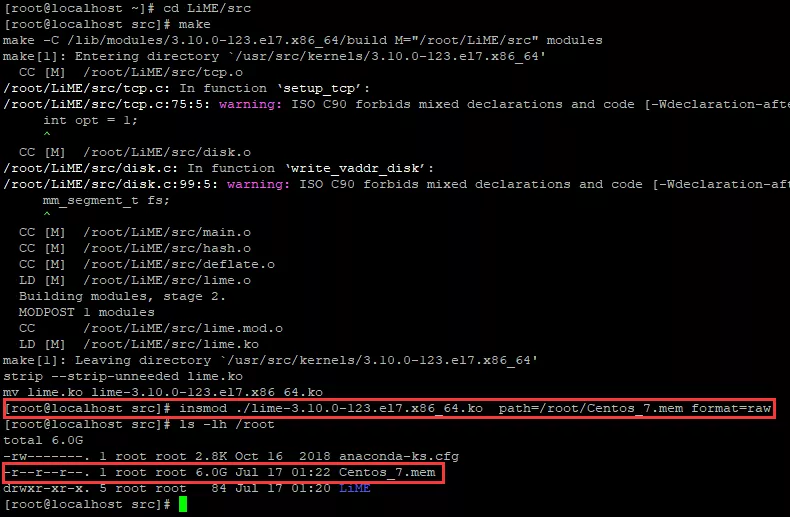 [root@localhost ~]# cd LiME/src
[root@localhost src]# make
make -C /lib/modules/3.10.0-123.el7.x86_64/build M="/root/LiME/src" modules
make[1]: Entering directory `/usr/src/kernels/3.10.0-123.el7.x86_64'
  CC [M]  /root/LiME/src/tcp.o
/root/LiME/src/tcp.c: In function ‘setup_tcp’:
/root/LiME/src/tcp.c:75:5: warning: ISO C90 forbids mixed declarations and code [-Wdeclaration-afte
     int opt = 1;
     ^
  CC [M]  /root/LiME/src/disk.o
/root/LiME/src/disk.c: In function ‘write_vaddr_disk’:
/root/LiME/src/disk.c:99:5: warning: ISO C90 forbids mixed declarations and code [-Wdeclaration-aft
     mm_segment_t fs;
     ^
  CC [M]  /root/LiME/src/main.o
  CC [M]  /root/LiME/src/hash.o
  CC [M]  /root/LiME/src/deflate.o
  LD [M]  /root/LiME/src/lime.o
  Building modules, stage 2.
  MODPOST 1 modules
  CC      /root/LiME/src/lime.mod.o
  LD [M]  /root/LiME/src/lime.ko
make[1]: Leaving directory `/usr/src/kernels/3.10.0-123.el7.x86_64'
strip --strip-unneeded lime.ko
mv lime.ko lime-3.10.0-123.el7.x86_64.ko
[root@localhost src]# insmod ./lime-3.10.0-123.el7.x86_64.ko  path=/root/Centos_7.mem format=raw
[root@localhost src]# ls -lh /root
total 6.0G
-rw-------. 1 root root 2.8K Oct 16  2018 anaconda-ks.cfg
-r--r--r--. 1 root root 6.0G Jul 17 01:22 Centos_7.mem
drwxr-xr-x. 5 root root   84 Jul 17 01:20 LiME
[root@localhost src]#